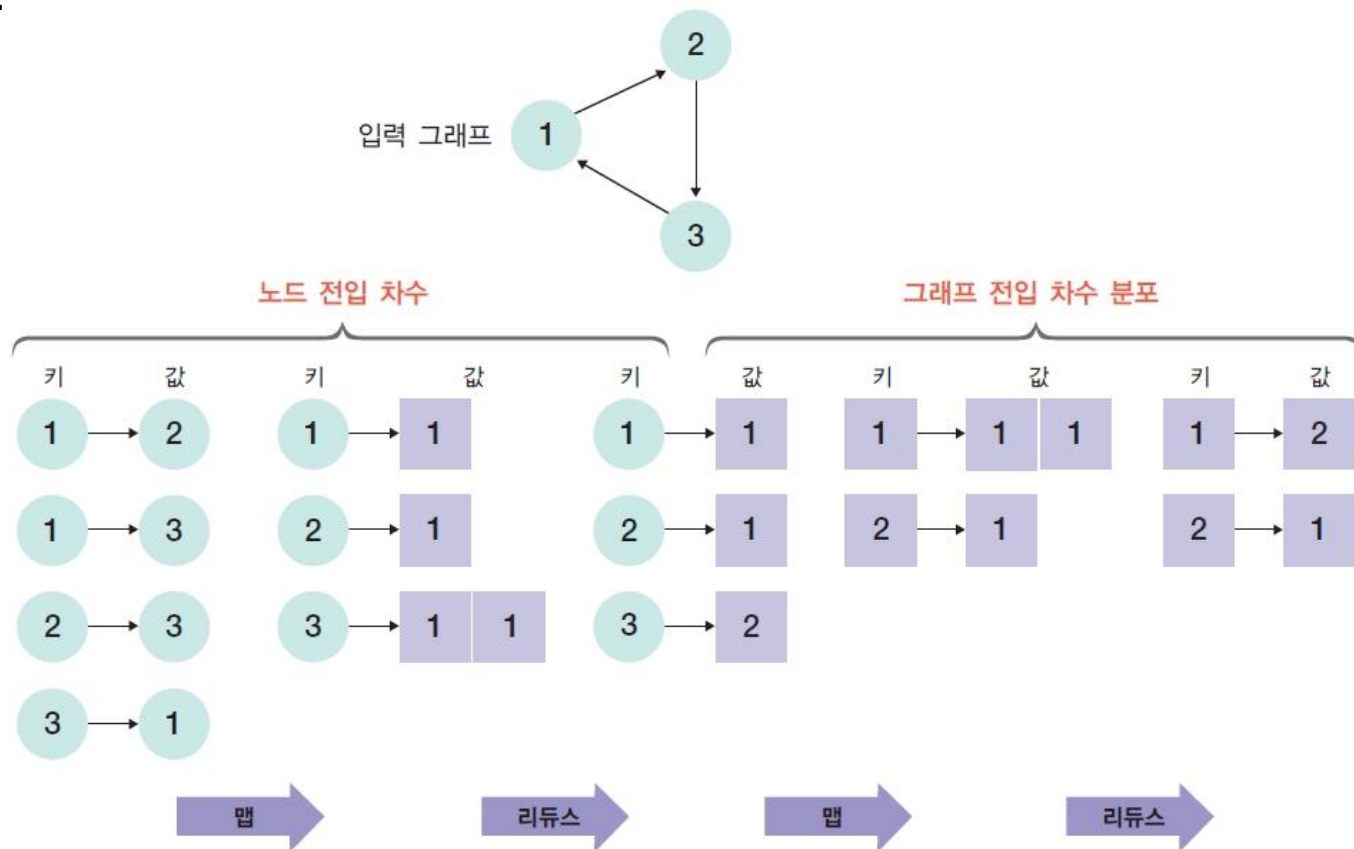 2
입력 그래프 1
3
노드 전입 차수 그래프 전입 차수 분포
키 값 키 값 키 값 키 값 키 값
1 2 1 1 1 1 1 1 1 1 2
1 3 2 1 2 1 2 1 2 1
2 3 3 1 1 3 2
3 1
맵 리듀스 맵 리듀스